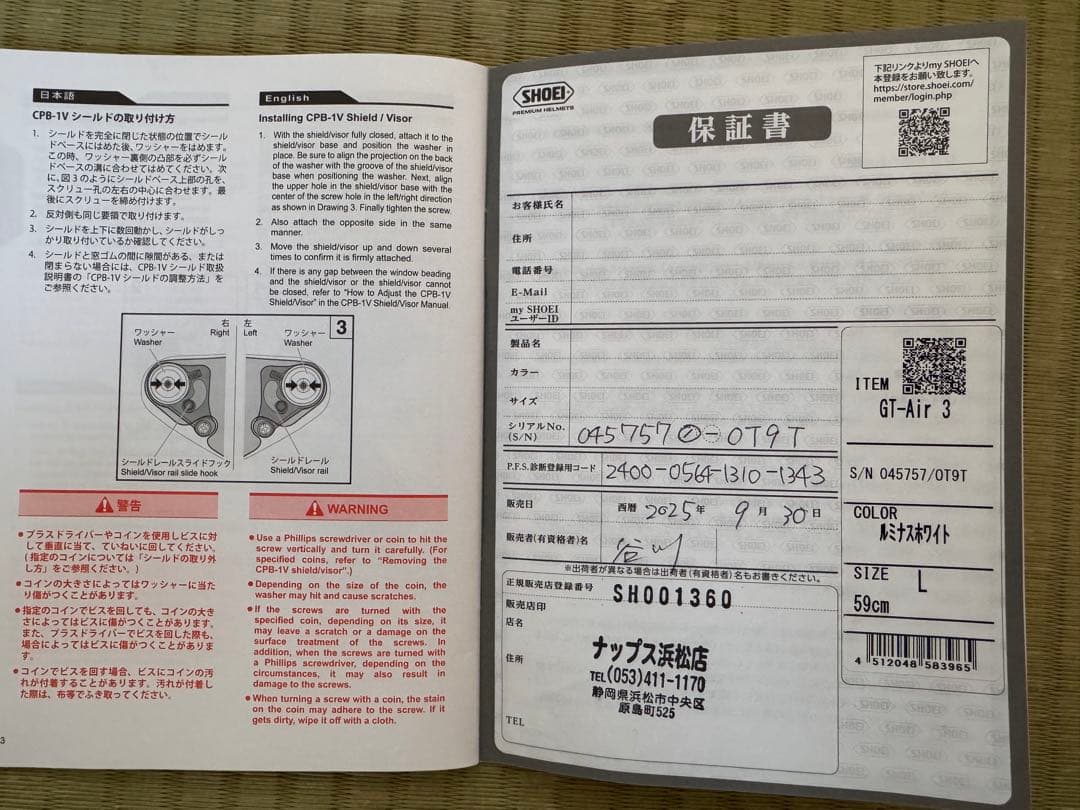 日本語
CPB-1V シールドの取り付け方
1. シールドを完全に閉じた状態の位置でシール
ドベースにはめた後、ワッシャーをはめます。
この時、ワッシャー裏側の凸部を必ずシールド
ベースの溝に合わせてはめてください。次
に、図3のようにシールドベース上部の孔を、
スクリュー孔の左右の中心に合わせます。最
後にスクリューを締め付けます。
2. 反対側も同じ要領で取り付けます。
3. シールドを上下に数回動かし、シールドがしっ
かり取り付いているか確認してください。
4. シールドと窓ゴムの間に隙間がある、または
閉まらない場合には、CPB-1V シールド取扱
説明書の「CPB-1V シールドの調整方法」を
ご参照ください。
English
Installing CPB-1V Shield / Visor
1. With the shield/visor fully closed, attach it to the
shield/visor base and position the washer in
place. Be sure to align the projection on the back
of the washer with the groove of the shield/visor
base when positioning the washer. Next, align
the upper hole in the shield/visor base with the
center of the screw hole in the left/right direction
as shown in Drawing 3. Finally tighten the screw.
2. Also attach the opposite side in the same
manner.
3. Move the shield/visor up and down several
times to confirm it is firmly attached.
4. If there is any gap between the window beading
and the shield/visor or the shield/visor cannot
be closed, refer to "How to Adjust the CPB-1V
Shield/Visor" in the CPB-1V Shield/Visor Manual.
3
ワッシャー
Washer
右
Right
左
Left
ワッシャー
Washer
シールドレールスライドフック
Shield/Visor rail slide hook
シールドレール
Shield/Visor rail
警告
●プラスドライバーやコインを使用しビスに対
して垂直に当て、ていねいに回してください。
(指定のコインについては「シールドの取り外
し方」をご参照ください。)
●コインの大きさによってはワッシャーに当た
り傷がつくことがあります。
●指定のコインでビスを回しても、コインの大き
さによってはビスに傷がつくことがあります。
また、プラスドライバーでビスを回した際も、
場合によってはビスに傷がつくことがありま
す。
●コインでビスを回す場合、ビスにコインの汚
れが付着することがあります。汚れが付着し
た際は、布等でふき取ってください。
WARNING
●Use a Phillips screwdriver or coin to hit the
screw vertically and turn it carefully. (For
specified coins, refer to "Removing the
CPB-1V shield/visor".)
●Depending on the size of the coin, the
washer may hit and cause scratches.
●If the screws are turned with the
specified coin, depending on its size, it
may leave a scratch or a damage on the
surface treatment of the screws. In
addition, when the screws are turned with
a Phillips screwdriver, depending on the
circumstances, it may also result in
damage to the screws.
●When turning a screw with a coin, the stain
on the coin may adhere to the screw. If it
gets dirty, wipe it off with a cloth.
3
SHOEI
PREMIUM HELMETS
保証書
下記リンクよりmy SHOEIへ
本登録をお願い致します。
https://store.shoei.com/
member/login.php
お客様氏名
住所
電話番号
E-Mail
my SHOEI
ユーザーID
製品名
カラー
サイズ
シリアルNo.
(S/N)
045757 ⊘ 0T9T
P.F.S.診断登録用コード 2400-0564-1310-1343
販売日 西暦 2025年 9月 30日
販売者(有資格者)名 谷川
※出荷者が異なる場合は出荷者(有資格者)名もお書きください。
正規販売店登録番号 SH001360
販売店印
店名
ナップス浜松店
TEL(053)411-1170
住所
静岡県浜松市中央区
原島町525
TEL
ITEM
GT-Air 3
S/N 045757/0T9T
COLOR
ルミナスホワイト
SIZE L
59cm
4 512048 583965